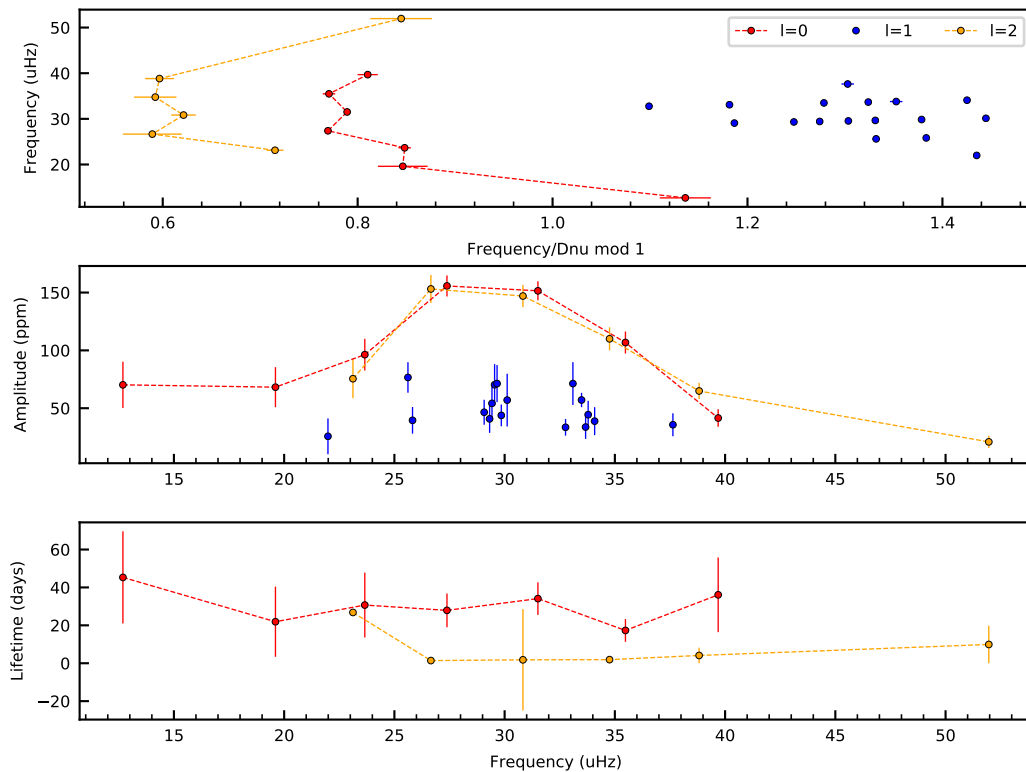 l=0 l=1 l=2
Frequency (uHz)
50
40
30
20
0.6 0.8 1.0 1.2 1.4
Frequency/Dnu mod 1
Amplitude (ppm)
150
100
50
15 20 25 30 35 40 45 50
Lifetime (days)
60
40
20
0
−20
15 20 25 30 35 40 45 50
Frequency (uHz)